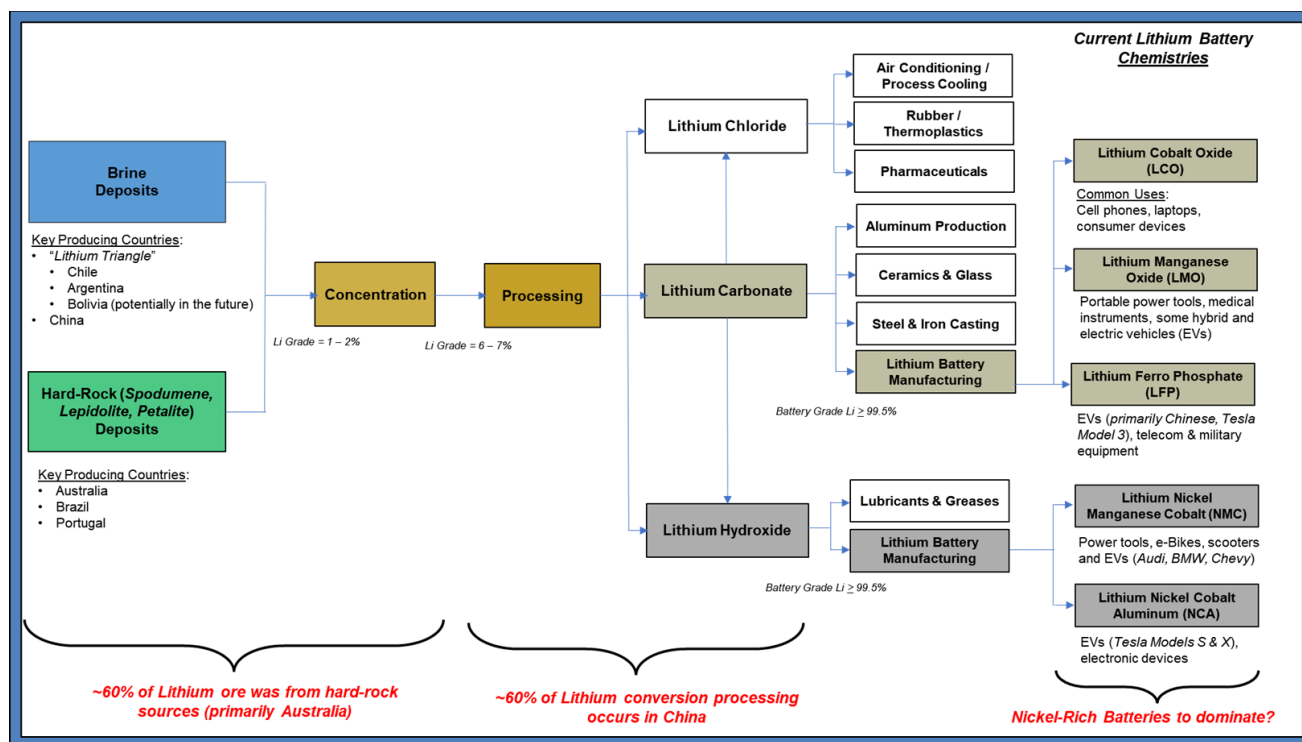 Brine
Deposits
Key Producing Countries:
• “Lithium Triangle”
• Chile
• Argentina
• Bolivia (potentially in the future)
• China
Hard-Rock (Spodumene,
Lepidolite, Petalite)
Deposits
Key Producing Countries:
• Australia
• Brazil
• Portugal
Li Grade = 1 – 2%
Concentration
Li Grade = 6 – 7%
Processing
Lithium Chloride
Lithium Carbonate
Lithium Hydroxide
Air Conditioning /
Process Cooling
Rubber /
Thermoplastics
Pharmaceuticals
Aluminum Production
Ceramics & Glass
Steel & Iron Casting
Lithium Battery
Manufacturing
Battery Grade Li ≥ 99.5%
Lubricants & Greases
Lithium Battery
Manufacturing
Battery Grade Li ≥ 99.5%
Current Lithium Battery
Chemistries
Lithium Cobalt Oxide
(LCO)
Common Uses:
Cell phones, laptops,
consumer devices
Lithium Manganese
Oxide (LMO)
Portable power tools, medical
instruments, some hybrid and
electric vehicles (EVs)
Lithium Ferro Phosphate
(LFP)
EVs (primarily Chinese, Tesla
Model 3), telecom & military
equipment
Lithium Nickel
Manganese Cobalt (NMC)
Power tools, e-Bikes, scooters
and EVs (Audi, BMW, Chevy)
Lithium Nickel Cobalt
Aluminum (NCA)
EVs (Tesla Models S & X),
electronic devices
~60% of Lithium ore was from hard-rock
sources (primarily Australia)
~60% of Lithium conversion processing
occurs in China
Nickel-Rich Batteries to dominate?